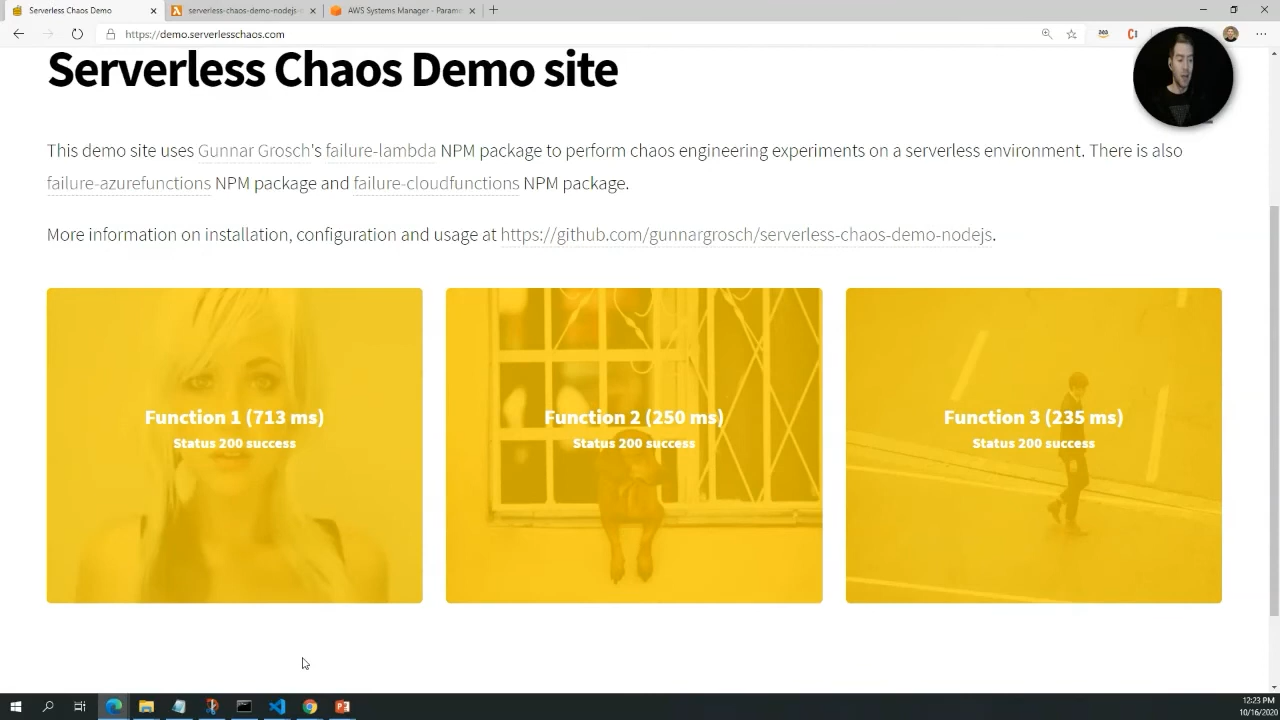 Serverless Chaos Demo
serverless-chaos-demo-nodejs-
AWS Systems Manager - Param
https://demo.serverlesschaos.com
Serverless Chaos Demo site
This demo site uses Gunnar Grosch's failure-lambda NPM package to perform chaos engineering experiments on a serverless environment. There is also
failure-azurefunctions NPM package and failure-cloudfunctions NPM package.
More information on installation, configuration and usage at https://github.com/gunnargrosch/serverless-chaos-demo-nodejs.
Function 1 (713 ms)
Status 200 success
Function 2 (250 ms)
Status 200 success
Function 3 (235 ms)
Status 200 success
12:23 PM
10/16/2020